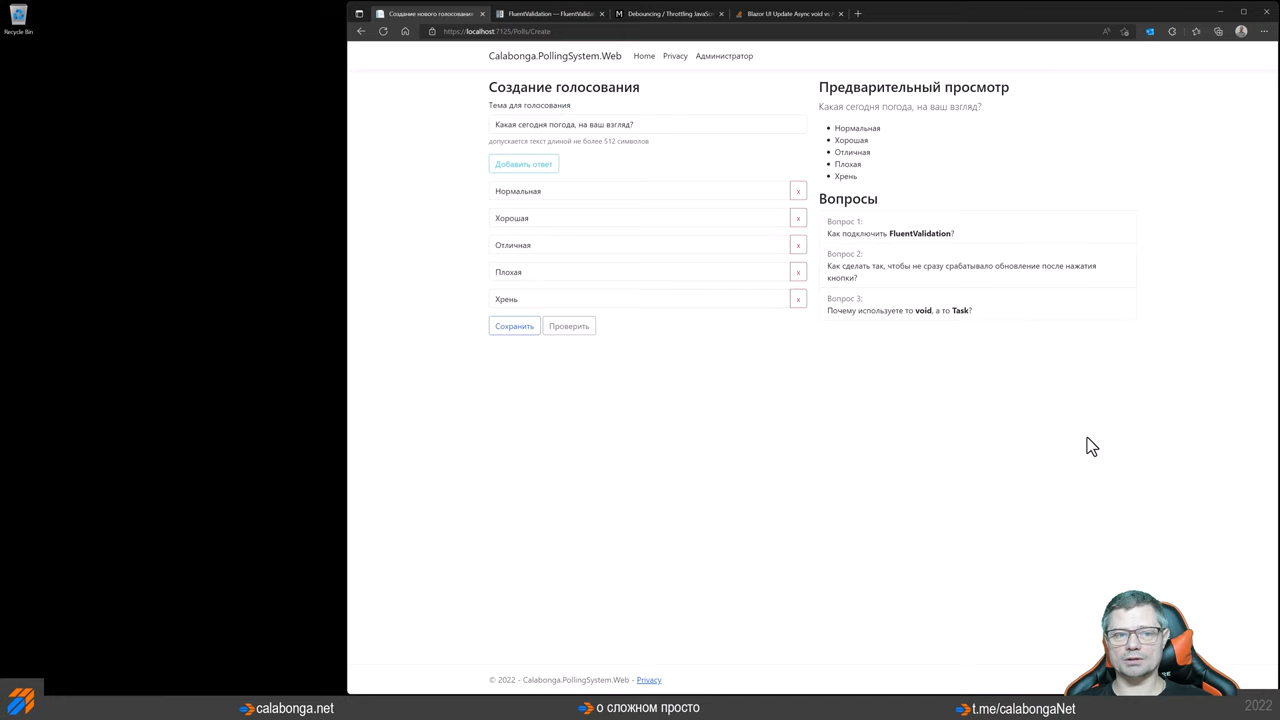 Recycle Bin
Создание нового голосования
FluentValidation — FluentValidat
Debouncing / Throttling JavaScr
Blazor UI Update Async void vs
https://localhost:7125/Polls/Create
Calabonga.PollingSystem.Web
Home
Privacy
Администратор
Создание голосования
Тема для голосования
Какая сегодня погода, на ваш взгляд?
допускается текст длиной не более 512 символов
Добавить ответ
Нормальная
x
Хорошая
x
Отличная
x
Плохая
x
Хрень
x
Сохранить
Проверить
Предварительный просмотр
Какая сегодня погода, на ваш взгляд?
Нормальная
Хорошая
Отличная
Плохая
Хрень
Вопросы
Вопрос 1:
Как подключить FluentValidation?
Вопрос 2:
Как сделать так, чтобы не сразу срабатывало обновление после нажатия
кнопки?
Вопрос 3:
Почему используете то void, а то Task?
© 2022 - Calabonga.PollingSystem.Web - Privacy
calabonga.net
о сложном просто
t.me/calabongaNet
2022